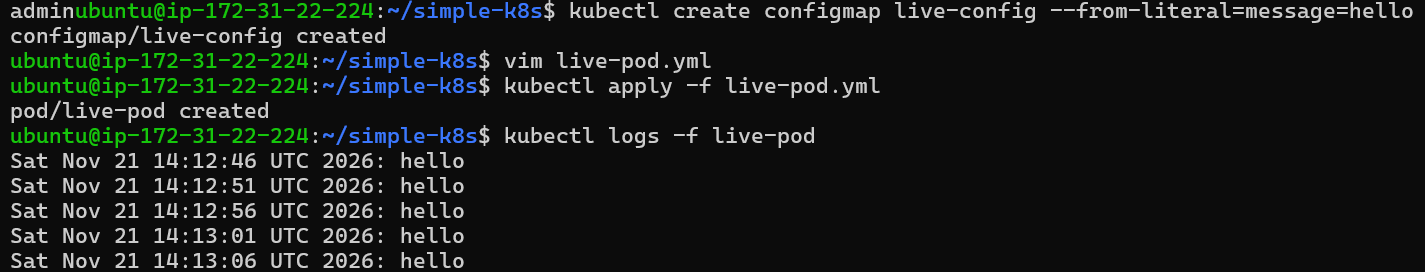 adminubuntu@ip-172-31-22-224:~/simple-k8s$ kubectl create configmap live-config --from-literal=message=hello
configmap/live-config created
ubuntu@ip-172-31-22-224:~/simple-k8s$ vim live-pod.yml
ubuntu@ip-172-31-22-224:~/simple-k8s$ kubectl apply -f live-pod.yml
pod/live-pod created
ubuntu@ip-172-31-22-224:~/simple-k8s$ kubectl logs -f live-pod
Sat Nov 21 14:12:46 UTC 2026: hello
Sat Nov 21 14:12:51 UTC 2026: hello
Sat Nov 21 14:12:56 UTC 2026: hello
Sat Nov 21 14:13:01 UTC 2026: hello
Sat Nov 21 14:13:06 UTC 2026: hello